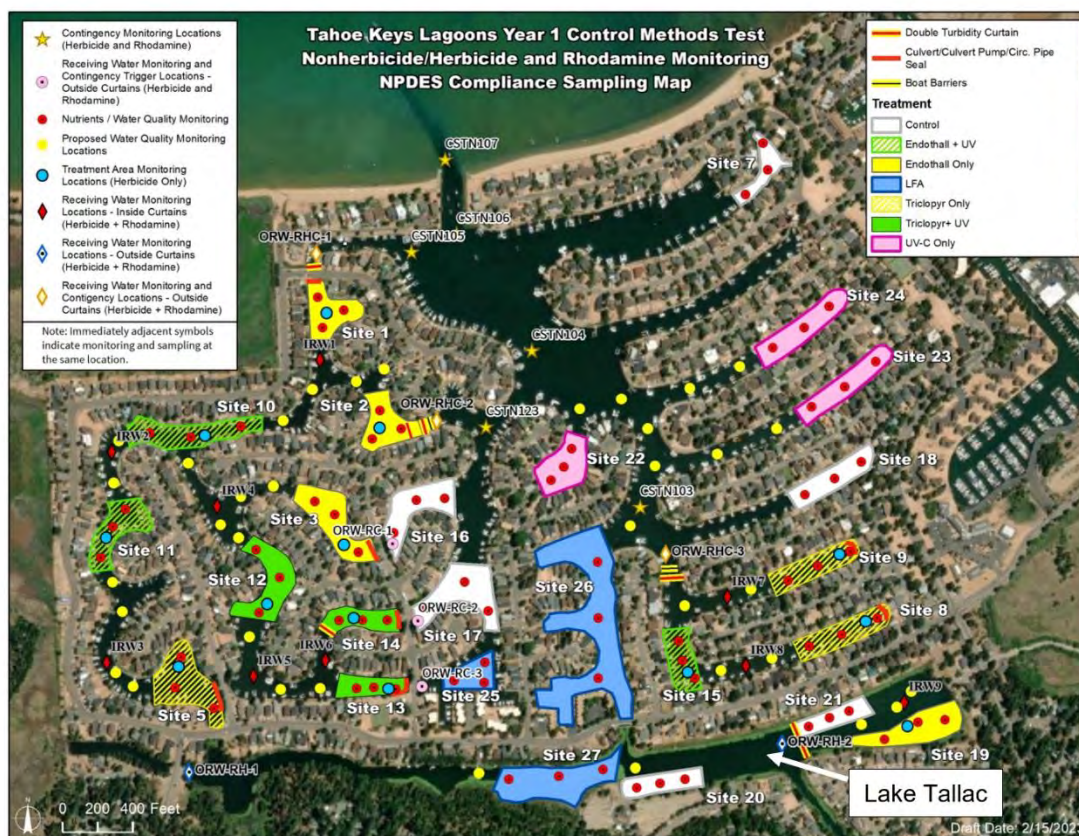 Contingency Monitoring Locations
(Herbicide and Rhodamine)
Receiving Water Monitoring
and Contingency Trigger Locations -
Outside Curtains (Herbicide and
Rhodamine)
Nutrients / Water Quality Monitoring
Proposed Water Quality Monitoring
Locations
Treatment Area Monitoring
Locations (Herbicide Only)
Receiving Water Monitoring
Locations - Inside Curtains
(Herbicide + Rhodamine)
Receiving Water Monitoring
Locations - Outside Curtains
(Herbicide + Rhodamine)
Receiving Water Monitoring and
Contigency Locations - Outside
Curtains (Herbicide + Rhodamine)
Note: Immediately adjacent symbols
indicate monitoring and sampling at
the same location.
Tahoe Keys Lagoons Year 1 Control Methods Test
Nonherbicide/Herbicide and Rhodamine Monitoring
NPDES Compliance Sampling Map
Double Turbidity Curtain
Culvert/Culvert Pump/Circ. Pipe
Seal
Boat Barriers
Treatment
Control
Endothall + UV
Endothall Only
LFA
Triclopyr Only
Triclopyr+ UV
UV-C Only
CSTN107
Site 7
CSTN106
ORW-RHC-1
CSTN105
Site 24
Site 1
CSTN104
IRW1
Site 23
Site 10
Site 2
ORW-RHC-2
CSTN123
IRW2
Site 22
Site 18
IRW4
CSTN103
Site 3
ORW-RC-1
Site 16
Site 11
ORW-RHC-3
Site 9
Site 12
Site 26
IRW7
ORW-RC-2
Site 8
Site 14
Site 17
IRW3
IRW6
IRW8
IRW5
ORW-RC-3
Site 25
Site 15
IRW9
Site 13
Site 21
Site 5
ORW-RH-2
Site 19
Site 27
ORW-RH-1
Site 20
Lake Tallac
N
0 200 400 Feet
Draft Date: 2/15/202